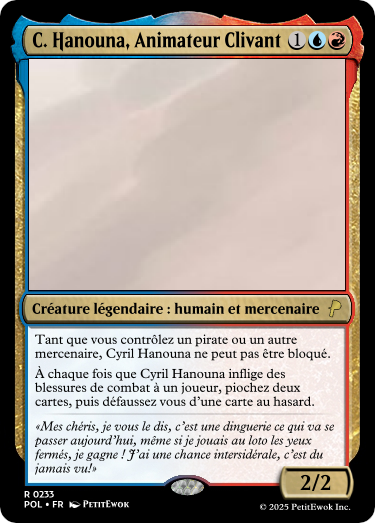 C. Hanouna, Animateur Clivant 1
Créature légendaire : humain et mercenaire
Tant que vous contrôlez un pirate ou un autre
mercenaire, Cyril Hanouna ne peut pas être bloqué.
À chaque fois que Cyril Hanouna inflige des
blessures de combat à un joueur, piochez deux
cartes, puis défaussez vous d’une carte au hasard.
«Mes chéris, je vous le dis, c’est une dinguerie ce qui va se
passer aujourd’hui, même si je jouais au loto les yeux
fermés, je gagne ! J’ai une chance intersidérale, c’est du
jamais vu!»
2/2
R 0233
POL • FR PetitEwok
© 2025 PetitEwok Inc.